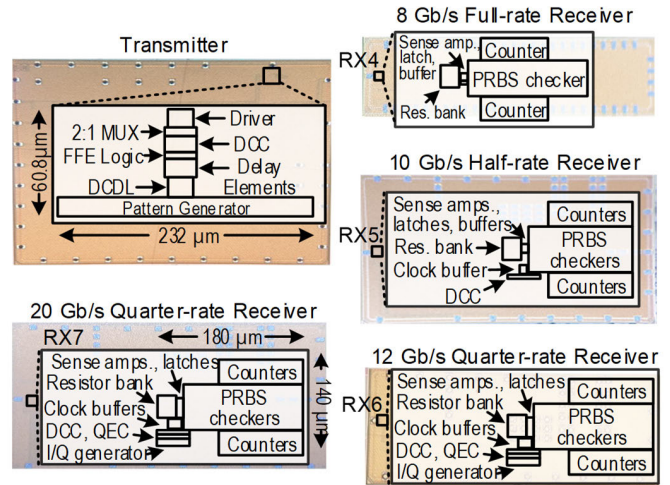 Transmitter
Driver
2:1 MUX
DCC
FFE Logic
Delay
Elements
DCDL
Pattern Generator
60.8µm
232 µm
8 Gb/s Full-rate Receiver
RX4
Sense amp.,
latch,
buffer
Res. bank
Counter
PRBS checker
Counter
10 Gb/s Half-rate Receiver
RX5
Sense amps.,
latches, buffers
Res. bank
Clock buffer
DCC
Counters
PRBS
checkers
Counters
20 Gb/s Quarter-rate Receiver
RX7
180 µm
140 µm
Sense amps., latches
Resistor bank
Clock buffers
DCC, QEC
I/Q generator
Counters
PRBS
checkers
Counters
12 Gb/s Quarter-rate Receiver
RX6
Sense amps., latches
Resistor bank
Clock buffers
DCC, QEC
I/Q generator
Counters
PRBS
checkers
Counters